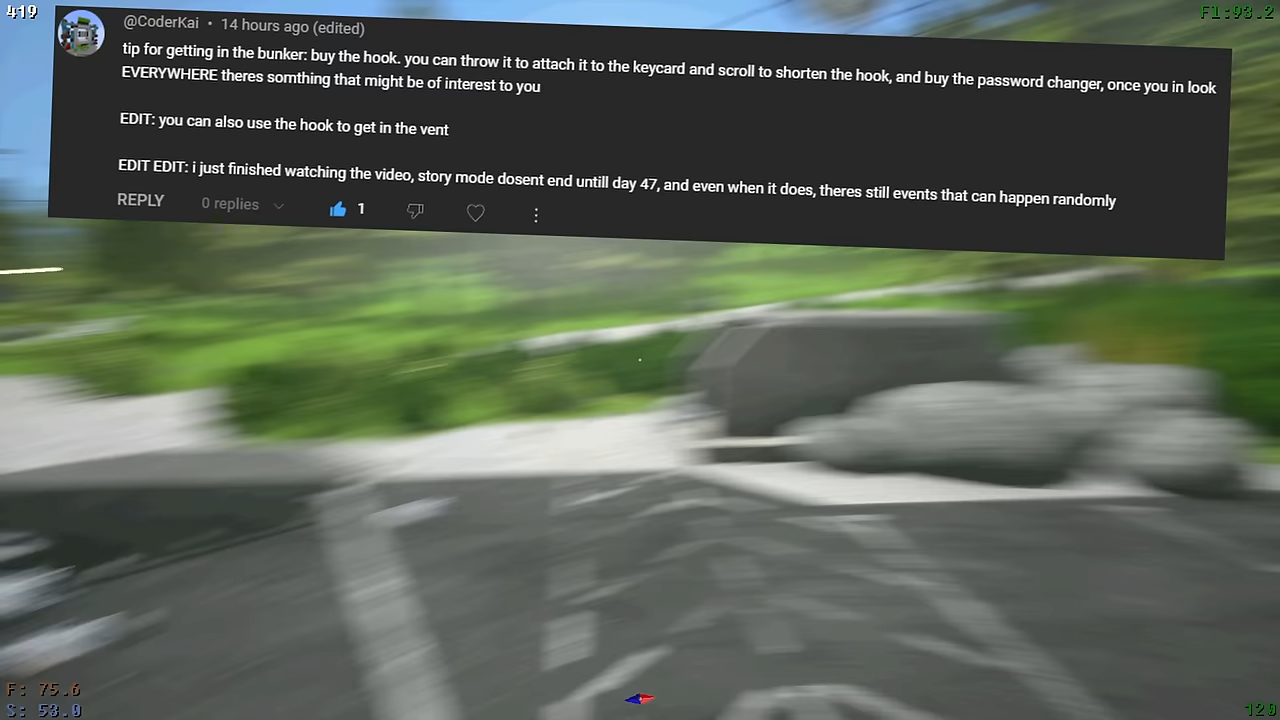 419
F1:93.2
@CoderKai • 14 hours ago (edited)
tip for getting in the bunker: buy the hook. you can throw it to attach it to the keycard and scroll to shorten the hook, and buy the password changer, once you in look
EVERYWHERE theres somthing that might be of interest to you
EDIT: you can also use the hook to get in the vent
EDIT EDIT: i just finished watching the video, story mode dosent end untill day 47, and even when it does, theres still events that can happen randomly
REPLY 0 replies 1
F: 75.6
S: 53.0
129